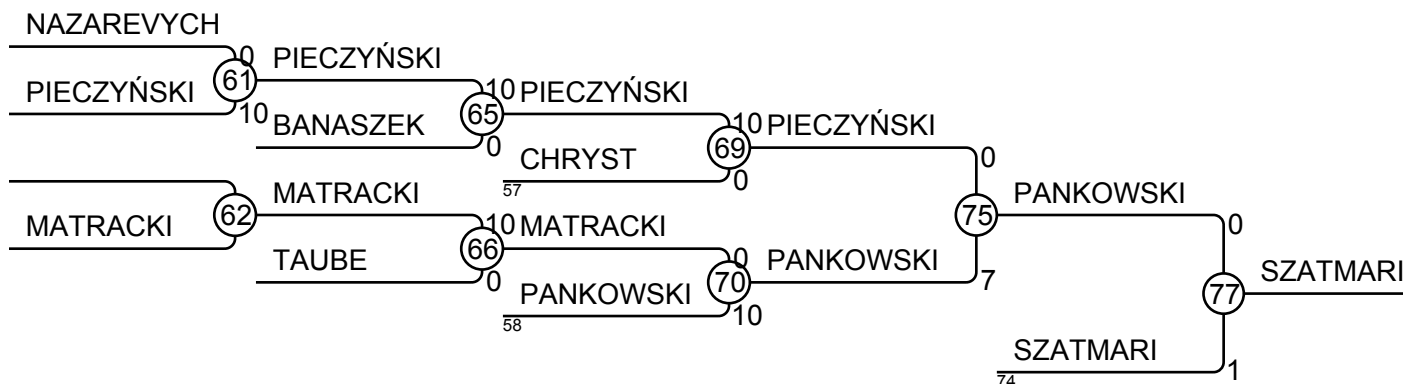 NAZAREVYCH
0
61
PIECZYŃSKI
10
PIECZYŃSKI
10
65
BANASZEK
0
PIECZYŃSKI
10
69
CHRYST
57
0
PIECZYŃSKI
0
62
MATRACKI
MATRACKI
10
66
TAUBE
0
MATRACKI
0
70
PANKOWSKI
58
10
PANKOWSKI
7
75
PANKOWSKI
0
77
SZATMARI
74
1
SZATMARI